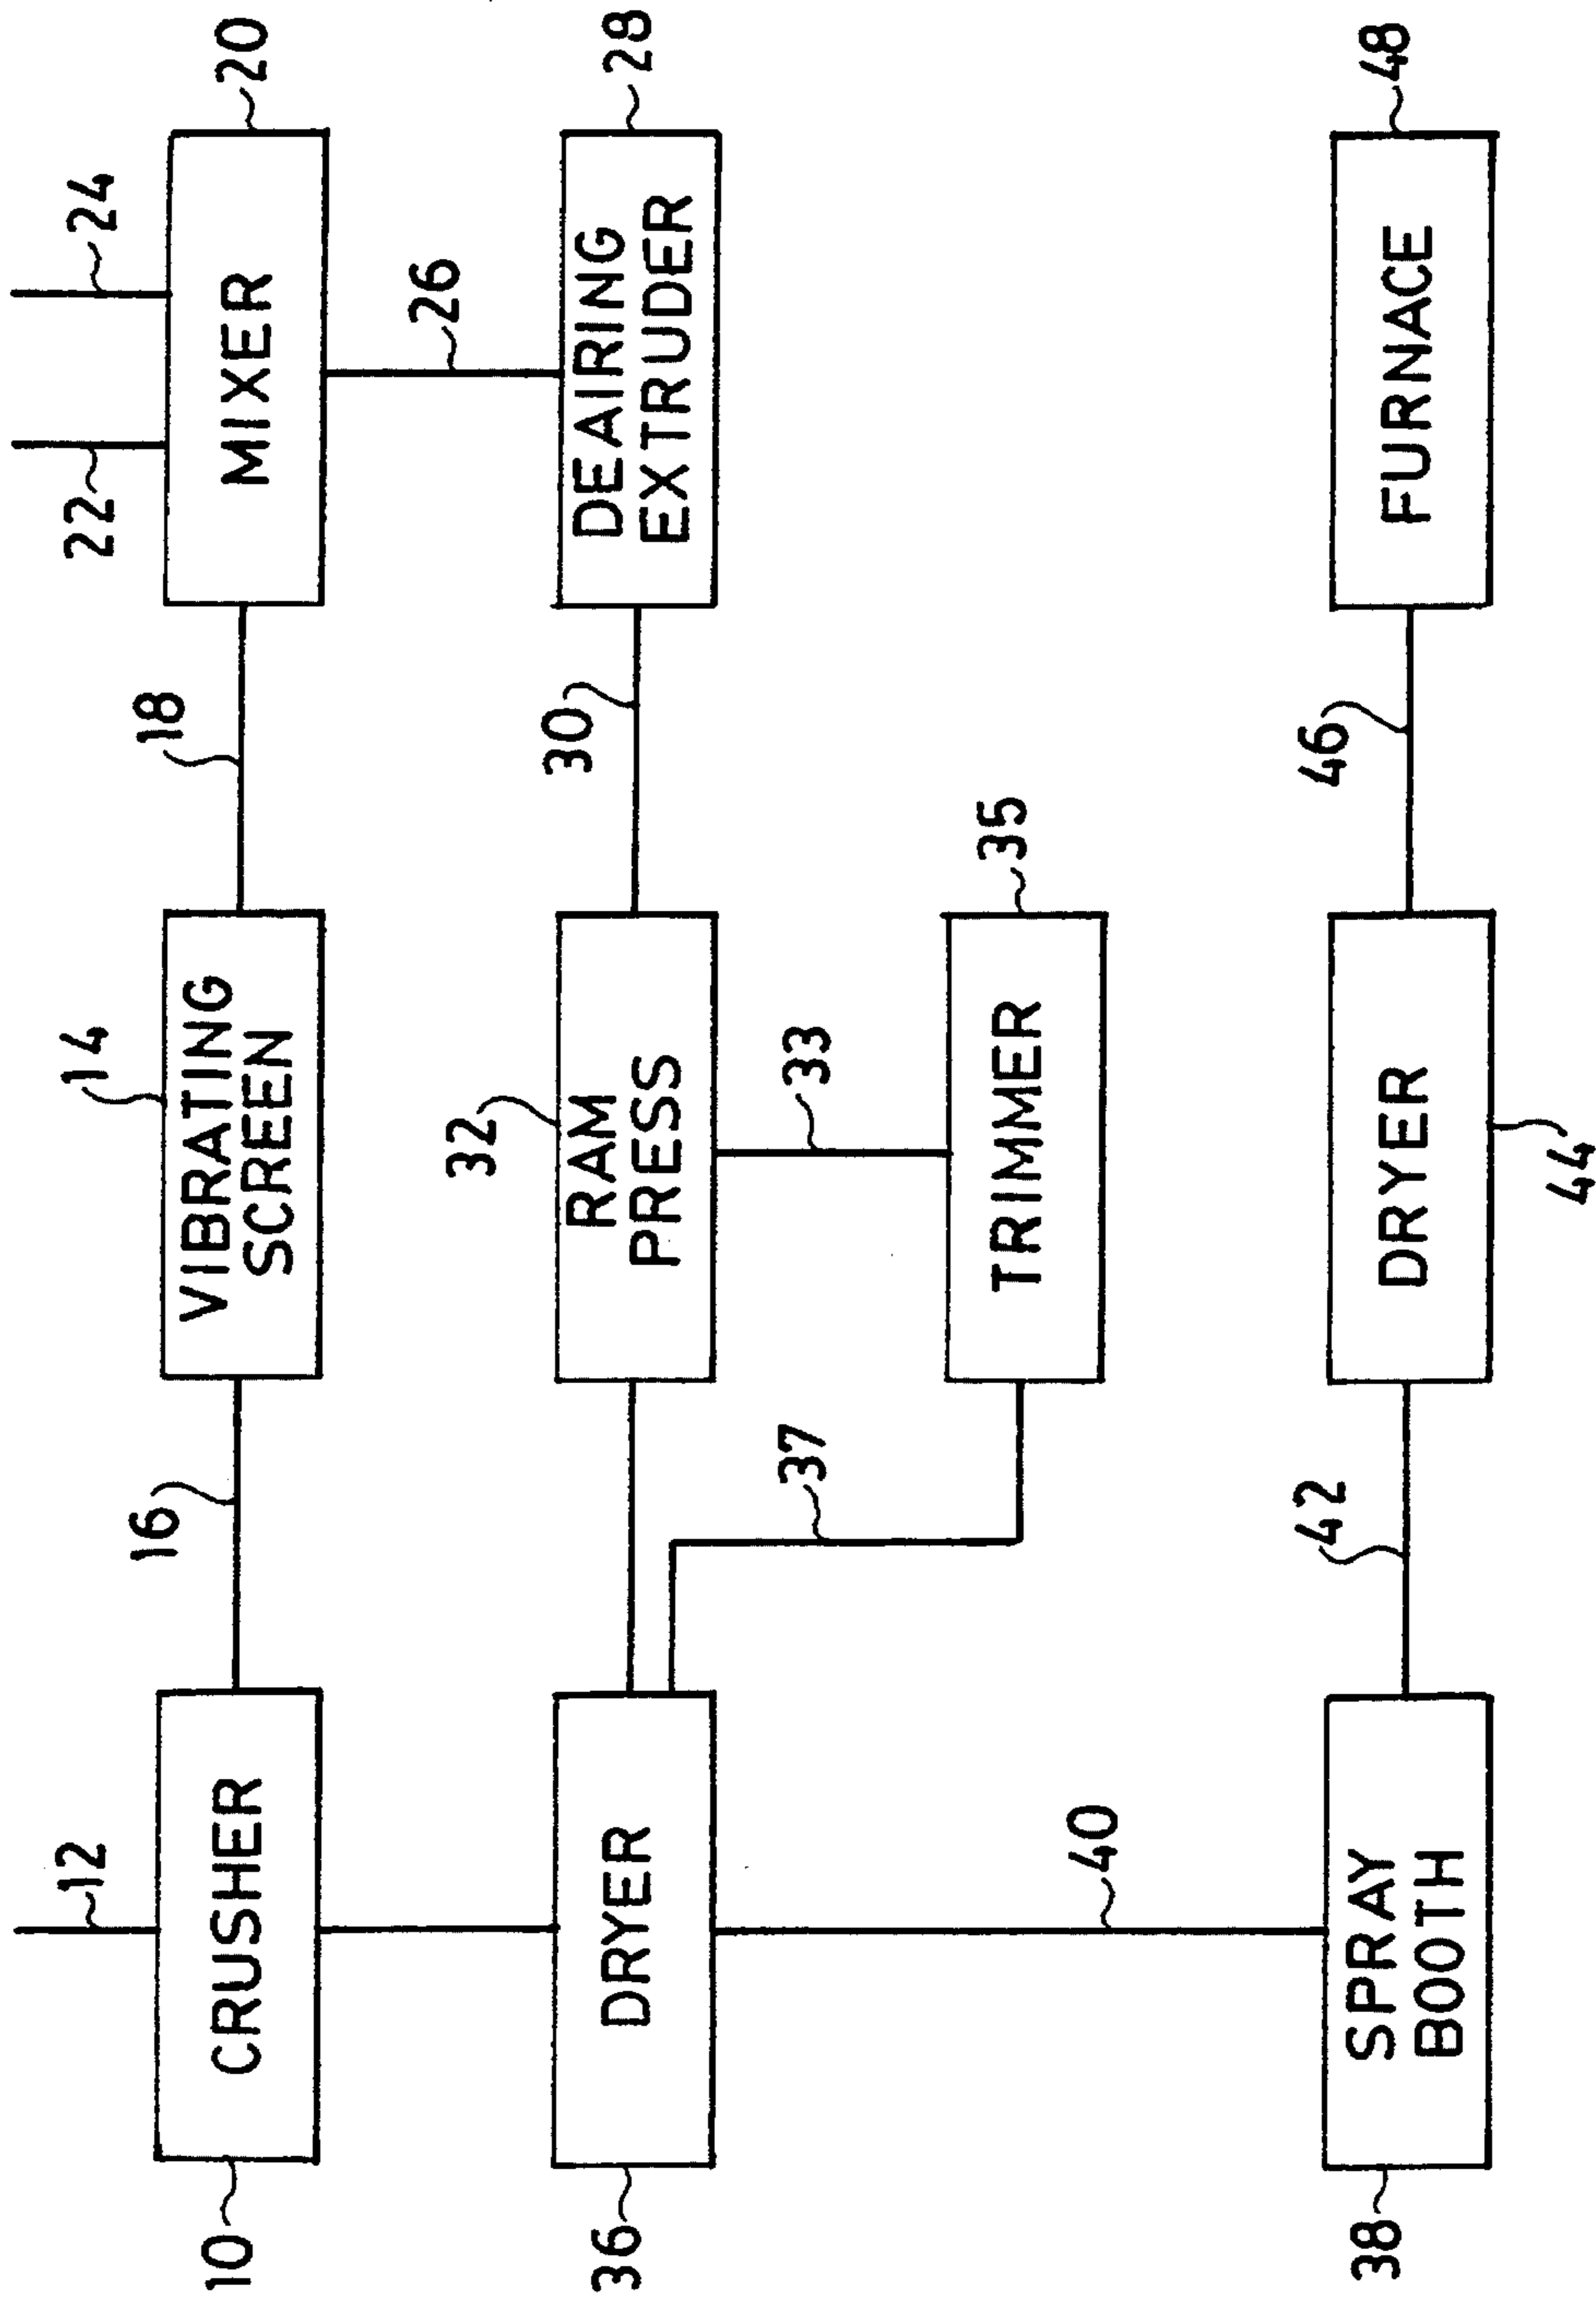 12
22
24
10
CRUSHER
16
14
VIBRATING
SCREEN
18
MIXER
20
26
36
DRYER
32
RAM
PRESS
30
DEAIRING
EXTRUDER
28
37
33
TRIMMER
35
40
38
SPRAY
BOOTH
42
DRYER
44
46
FURNACE
48